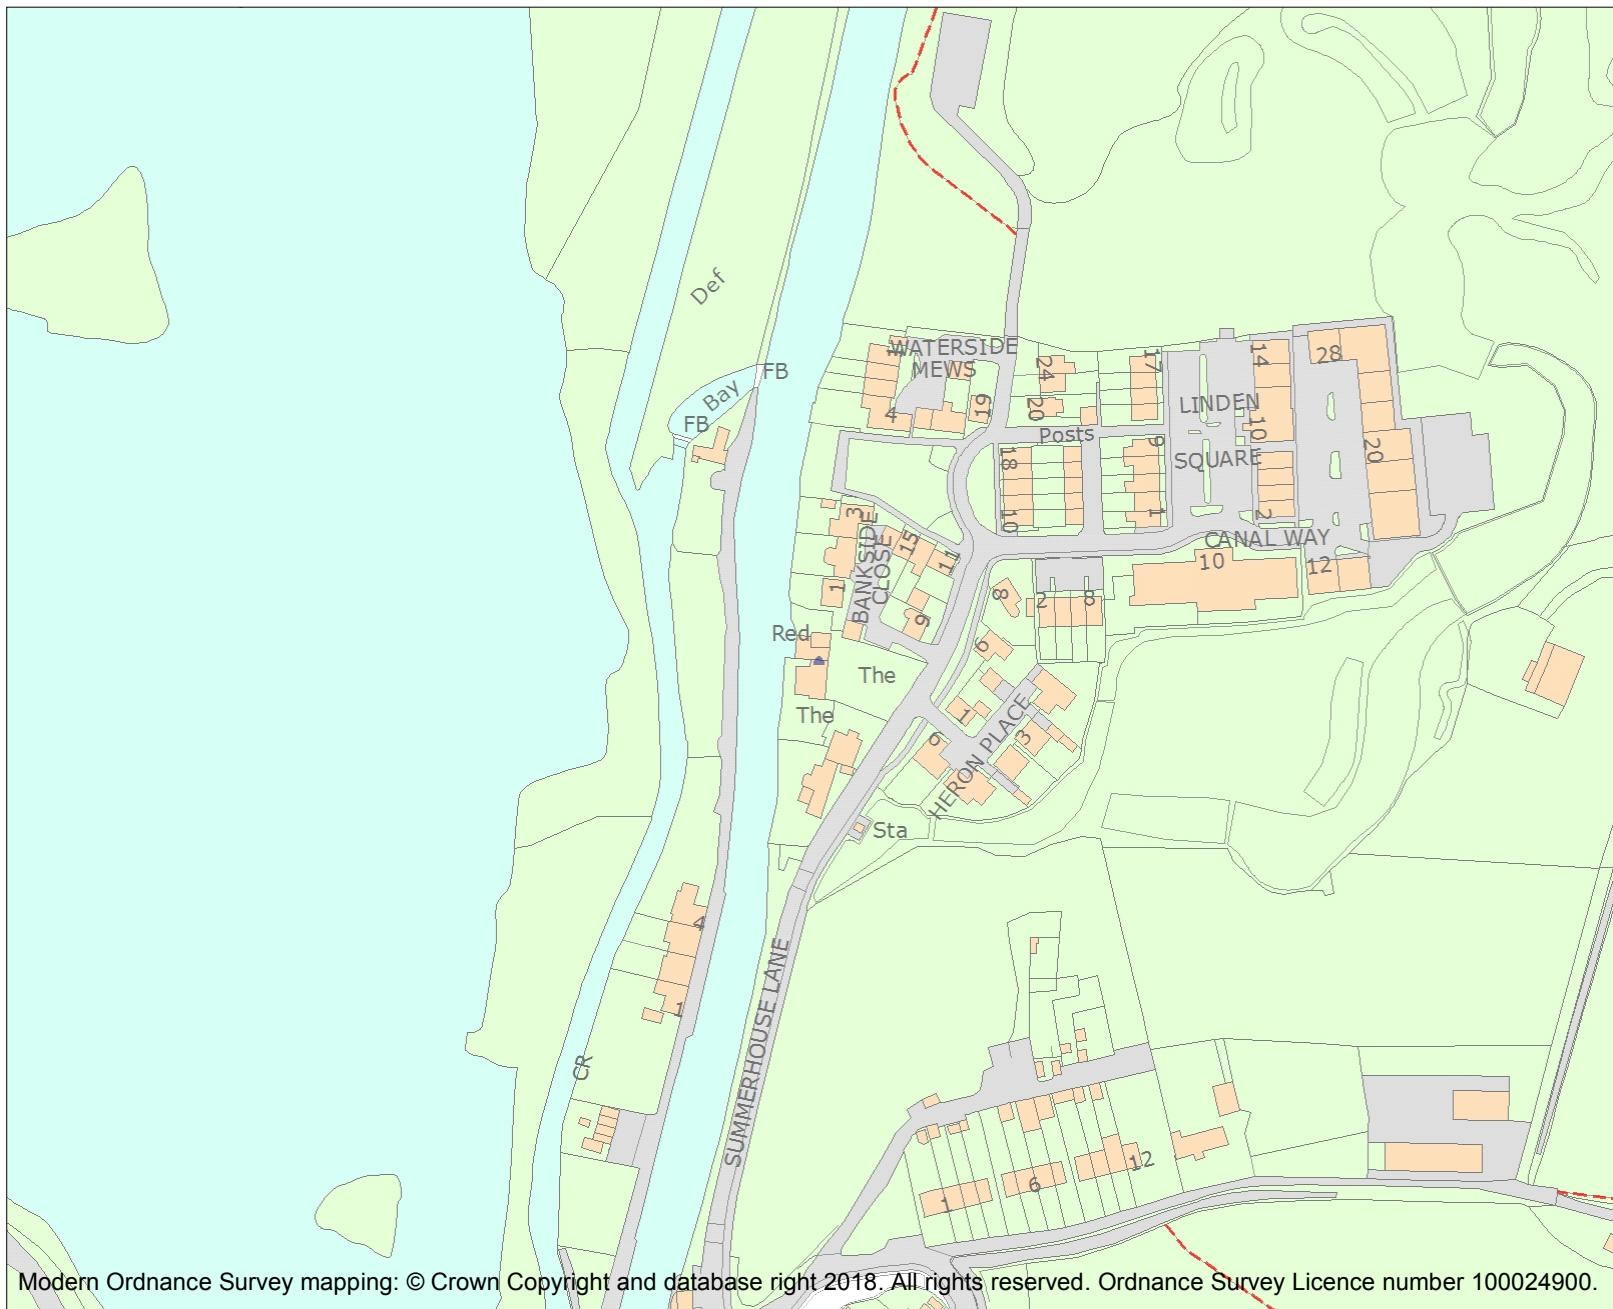 Def
FB
Bay
FB
WATERSIDE
MEWS
4
19
24
20
17
14
28
LINDEN
10
Posts
SQUARE
18
9
20
10
1
2
CANAL WAY
3
BANKSIDE
CLOSE
15
11
1
9
10
12
8
2
8
Red
6
The
The
1
HERON PLACE
3
6
Sta
4
SUMMERHOUSE LANE
1
CR
12
6
1
Modern Ordnance Survey mapping: © Crown Copyright and database right 2018. All rights reserved. Ordnance Survey Licence number 100024900.